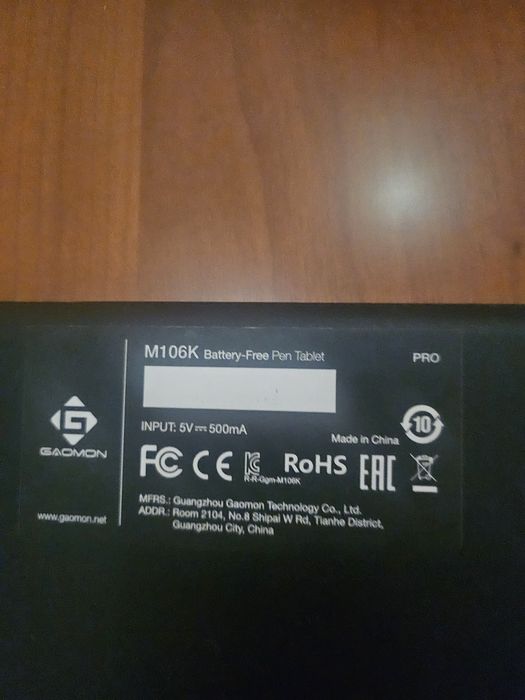 M106K Battery-Free Pen Tablet
PRO
INPUT: 5V⎓500mA
10
Made in China
FC CE RoHS EAC
R-R-Ggm-M106K
GAOMON
www.gaomon.net
MFRS.: Guangzhou Gaomon Technology Co., Ltd.
ADDR.: Room 2104, No.8 Shipai W Rd, Tianhe District,
Guangzhou City, China